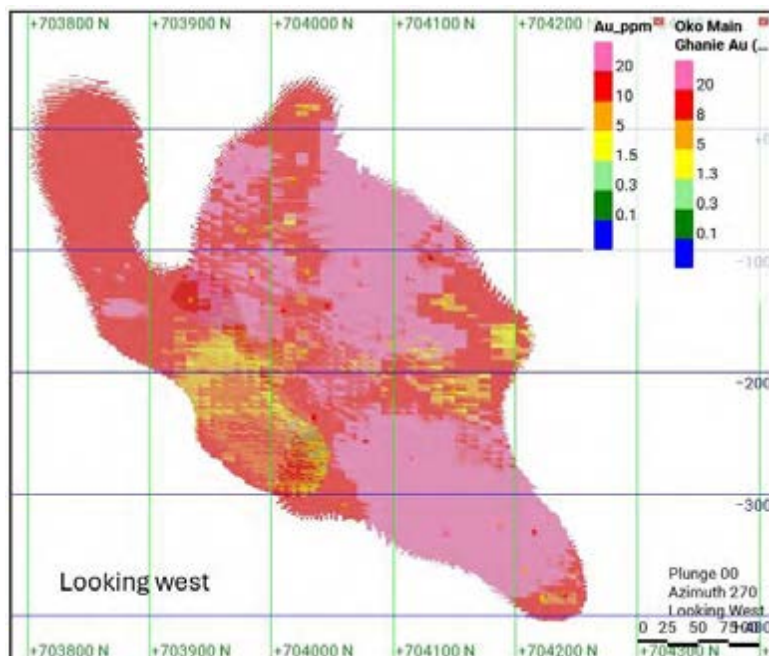 +703800 N +703900 N +704000 N +704100 N +704200 N
Au_ppm
20
10
5
1.5
0.3
0.1
Oko Main
Ghanie Au (...
20
8
5
1.3
0.3
0.1
-100
-200
-300
Looking west
Plunge 00
Azimuth 270
Looking West
0 25 50 75 100
+703800 N +703900 N +704000 N +704100 N +704200 N +704300 N